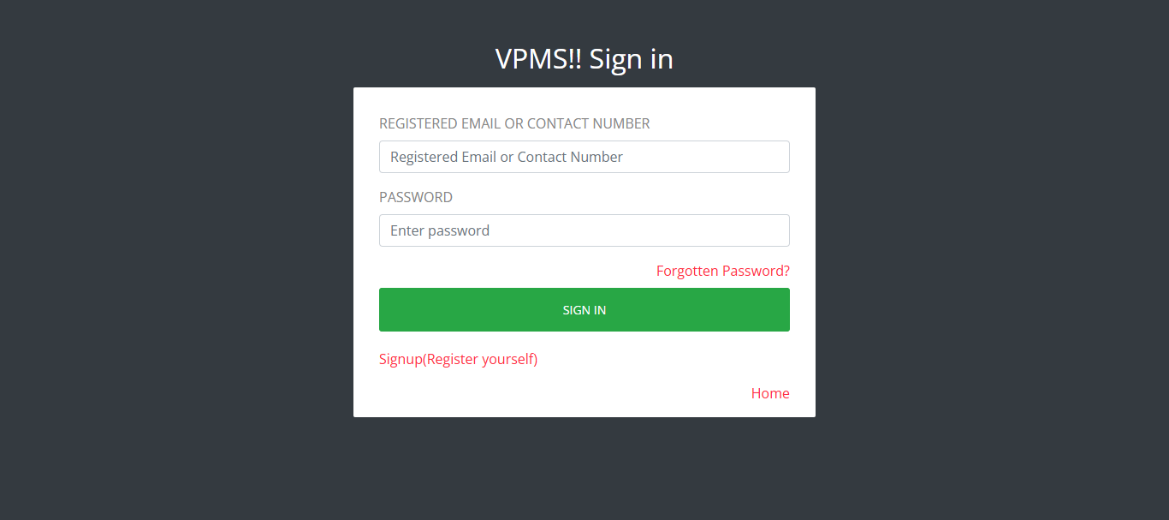 VPMS!! Sign in
REGISTERED EMAIL OR CONTACT NUMBER
Registered Email or Contact Number
PASSWORD
Enter password
Forgotten Password?
SIGN IN
Signup(Register yourself)
Home